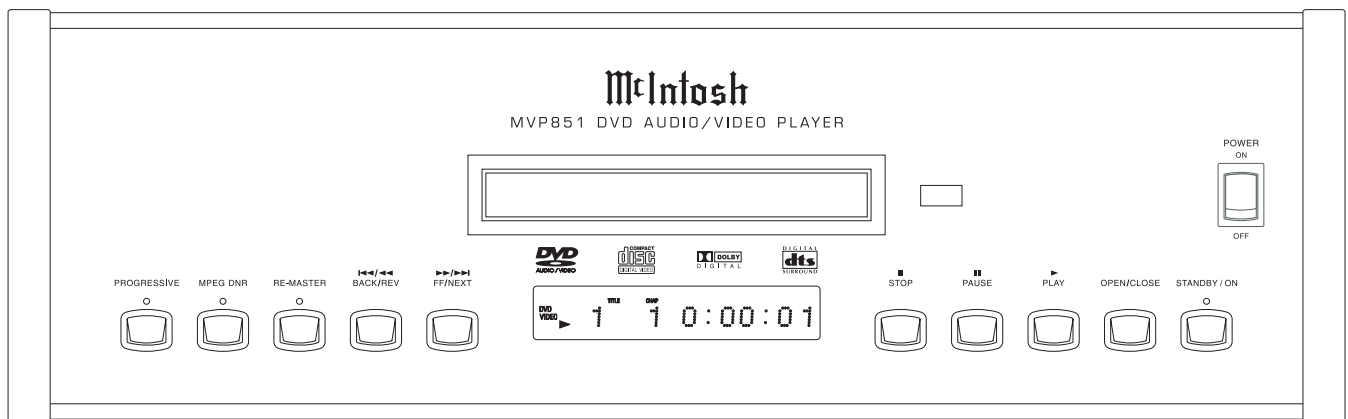 McIntosh
MVP851 DVD AUDIO/VIDEO PLAYER
POWER
ON
OFF
DVD
AUDIO/VIDEO
COMPACT
disc
DIGITAL VIDEO
DOLBY
DIGITAL
DIGITAL
dts
SURROUND
PROGRESSIVE
MPEG DNR
RE-MASTER
BACK/REV
FF/NEXT
DVD
VIDEO
TITLE
CHAP
1 1 0:00:01
STOP
PAUSE
PLAY
OPEN/CLOSE
STANDBY / ON